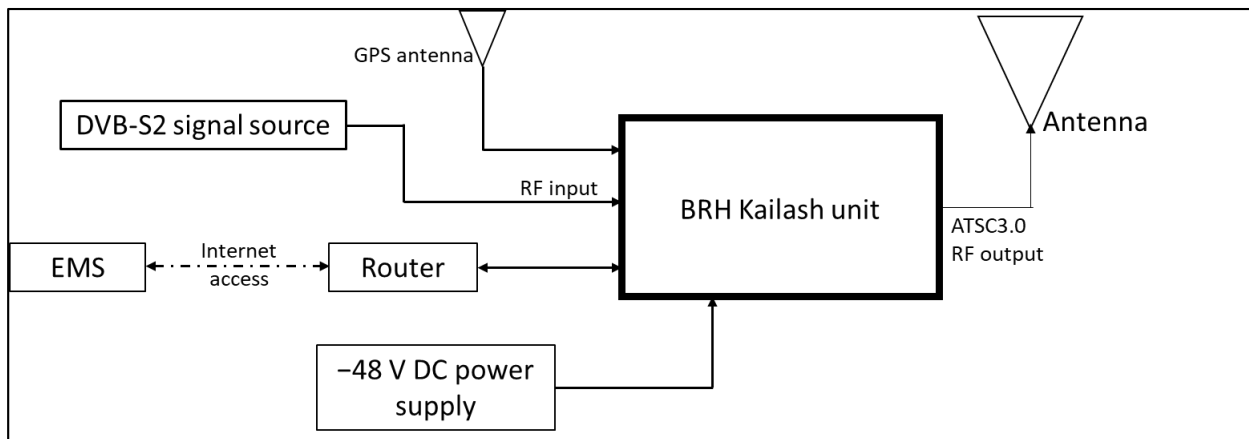 GPS antenna
DVB-S2 signal source
Antenna
RF input
BRH Kailash unit
ATSC3.0
RF output
EMS
Internet
access
Router
−48 V DC power
supply